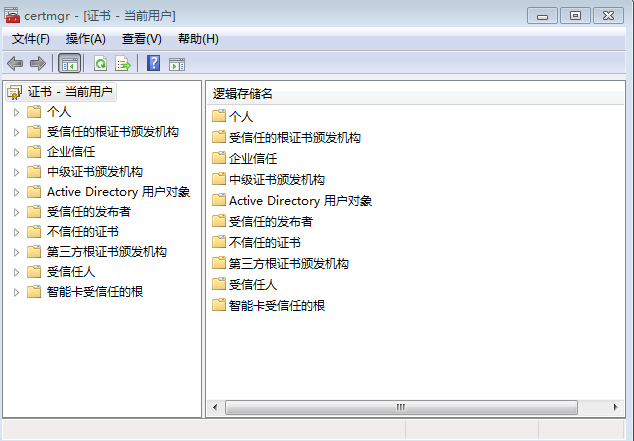 certmgr - [证书 - 当前用户]
文件(F) 操作(A) 查看(V) 帮助(H)
证书 - 当前用户
个人
受信任的根证书颁发机构
企业信任
中级证书颁发机构
Active Directory 用户对象
受信任的发布者
不信任的证书
第三方根证书颁发机构
受信任人
智能卡受信任的根
逻辑存储名
个人
受信任的根证书颁发机构
企业信任
中级证书颁发机构
Active Directory 用户对象
受信任的发布者
不信任的证书
第三方根证书颁发机构
受信任人
智能卡受信任的根